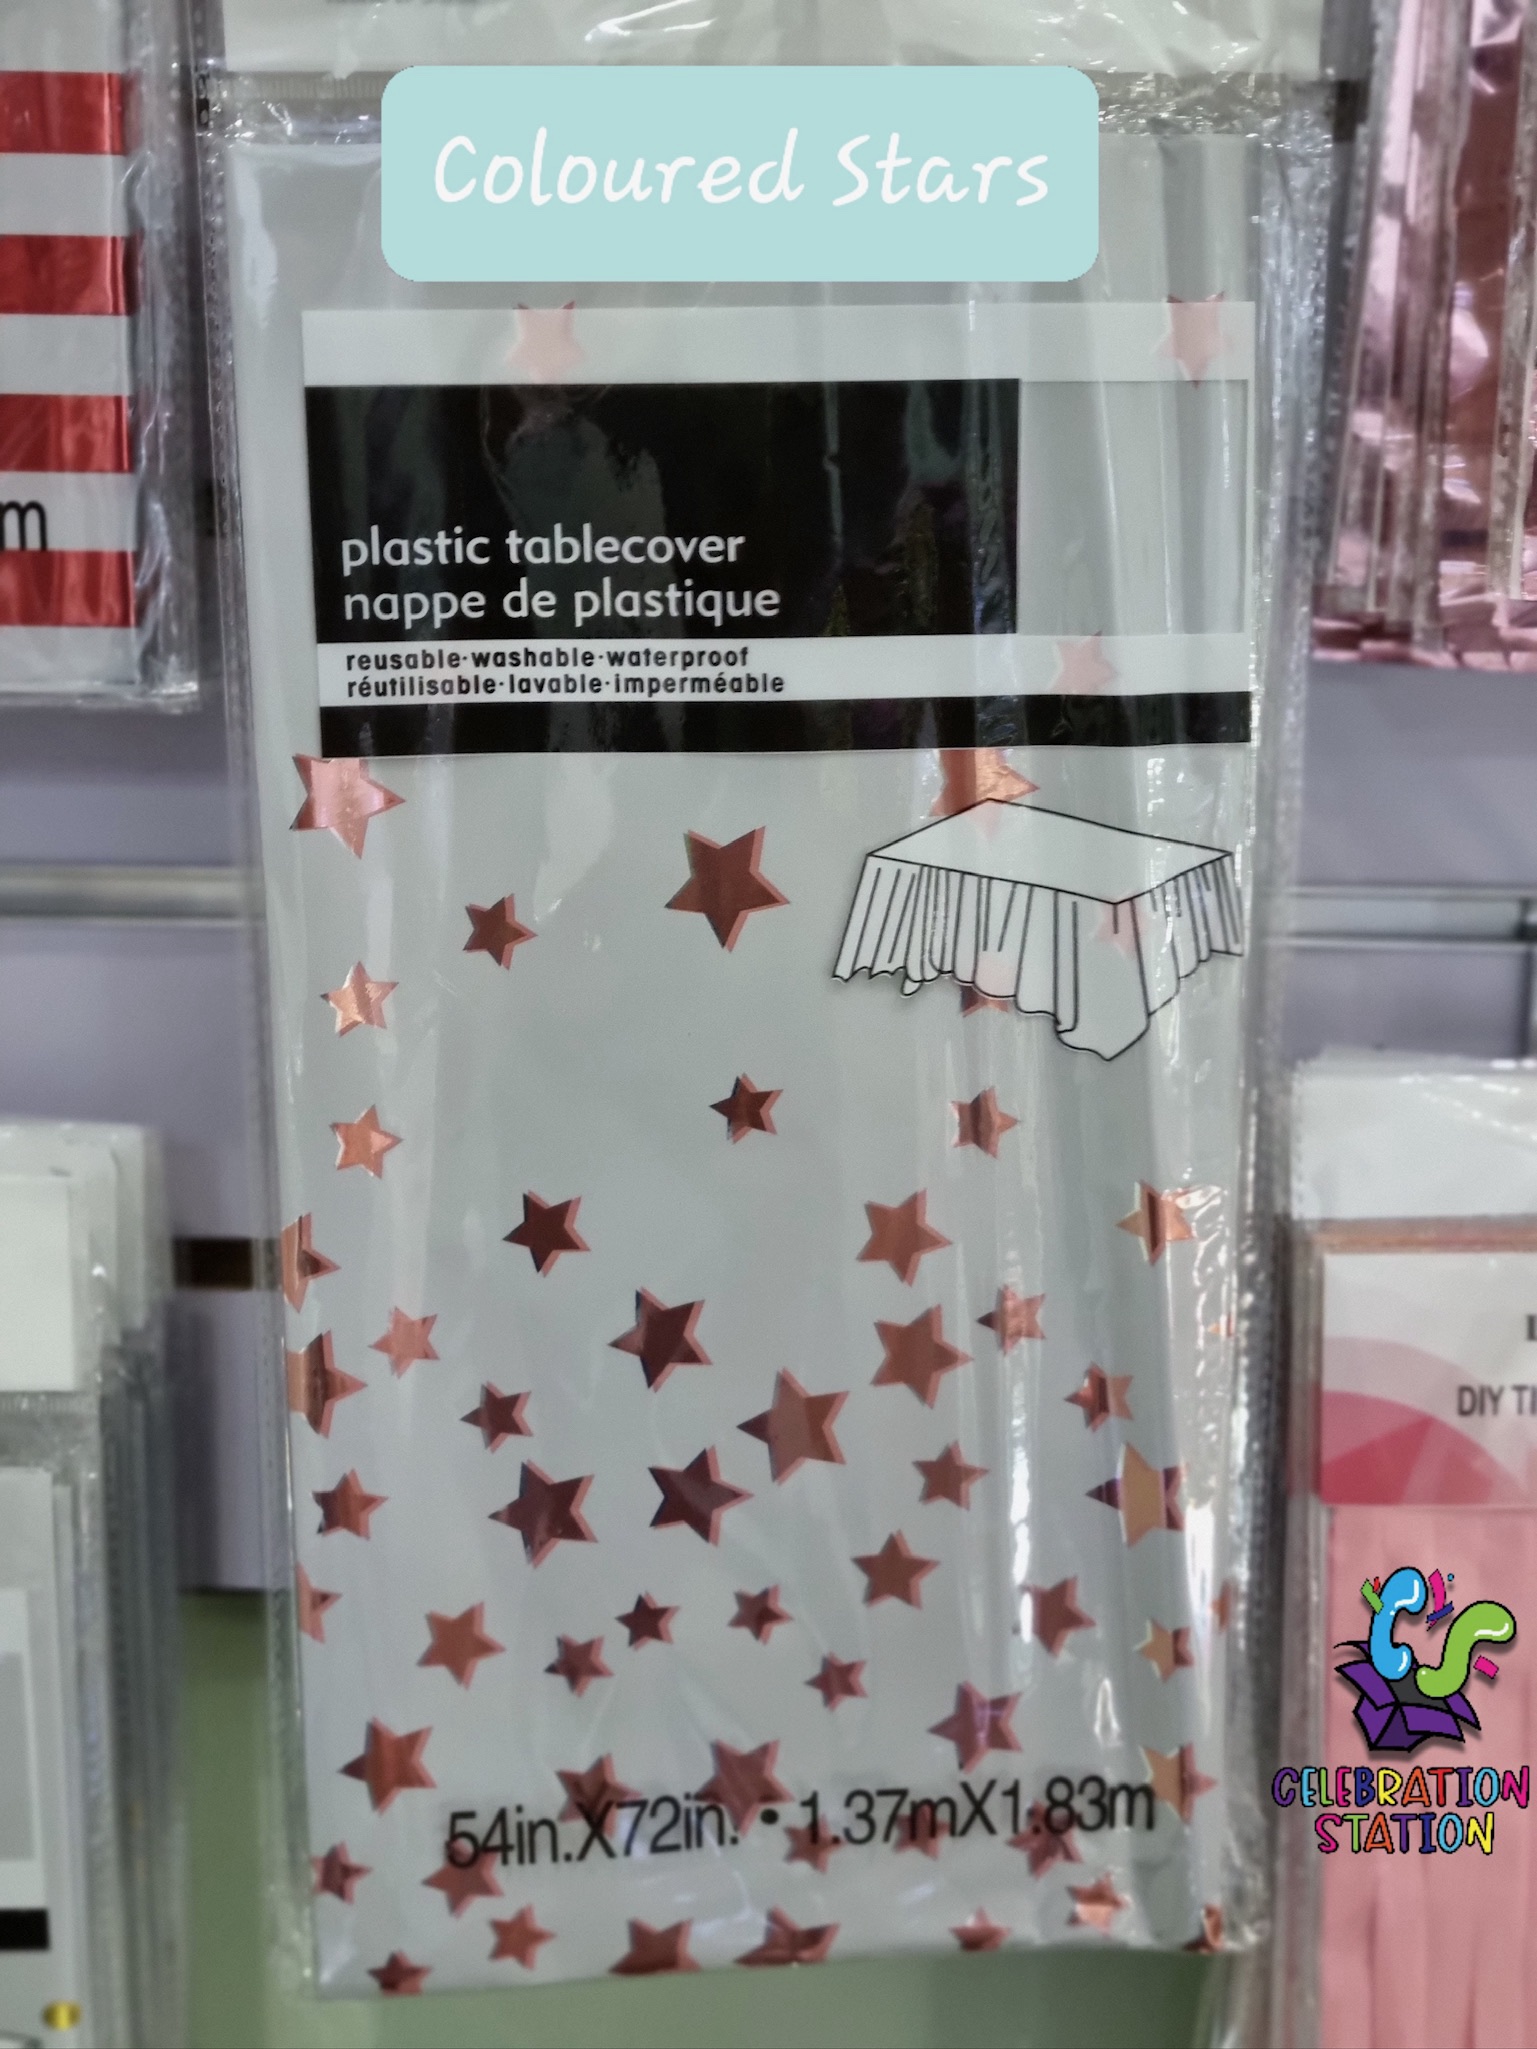 Coloured Stars
plastic tablecover
nappe de plastique
reusable·washable·waterproof
réutilisable·lavable·imperméable
m
DIY
54in.X72in. • 1.37mX1.83m
CELEBRATION
STATION